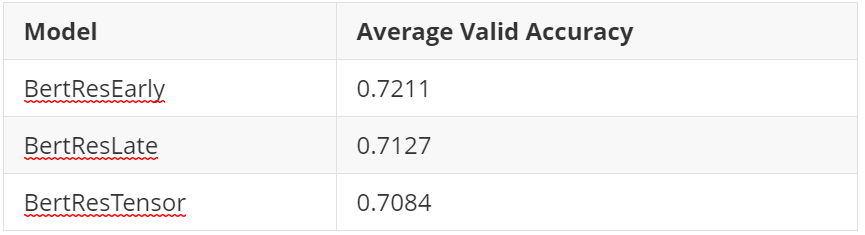 Model Average Valid Accuracy
BertResEarly 0.7211
BertResLate 0.7127
BertResTensor 0.7084